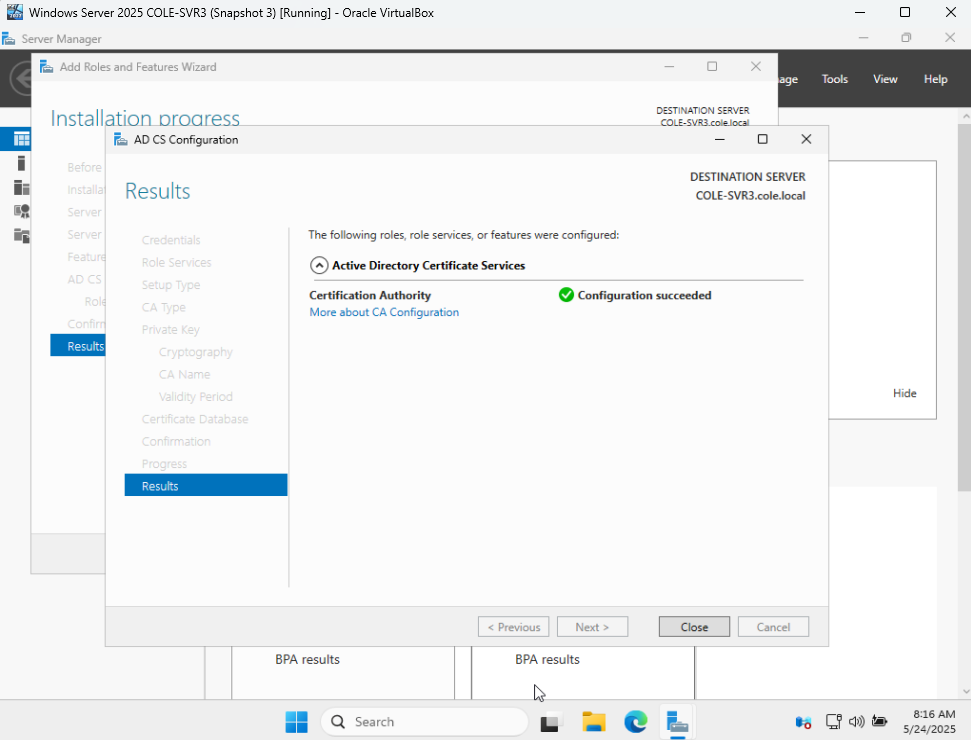 Windows Server 2025 COLE-SVR3 (Snapshot 3) [Running] - Oracle VirtualBox
Server Manager
Add Roles and Features Wizard
Tools
View
Help
Installation progress
DESTINATION SERVER
COLE-SVR3.cole.local
AD CS Configuration
Before
Installa
Server
Server
Feature
AD CS
Role
Confirm
Results
Results
DESTINATION SERVER
COLE-SVR3.cole.local
Credentials
Role Services
Setup Type
CA Type
Private Key
Cryptography
CA Name
Validity Period
Certificate Database
Confirmation
Progress
Results
The following roles, role services, or features were configured:
Active Directory Certificate Services
Certification Authority
Configuration succeeded
More about CA Configuration
Hide
< Previous
Next >
Close
Cancel
BPA results
BPA results
Search
8:16 AM
5/24/2025